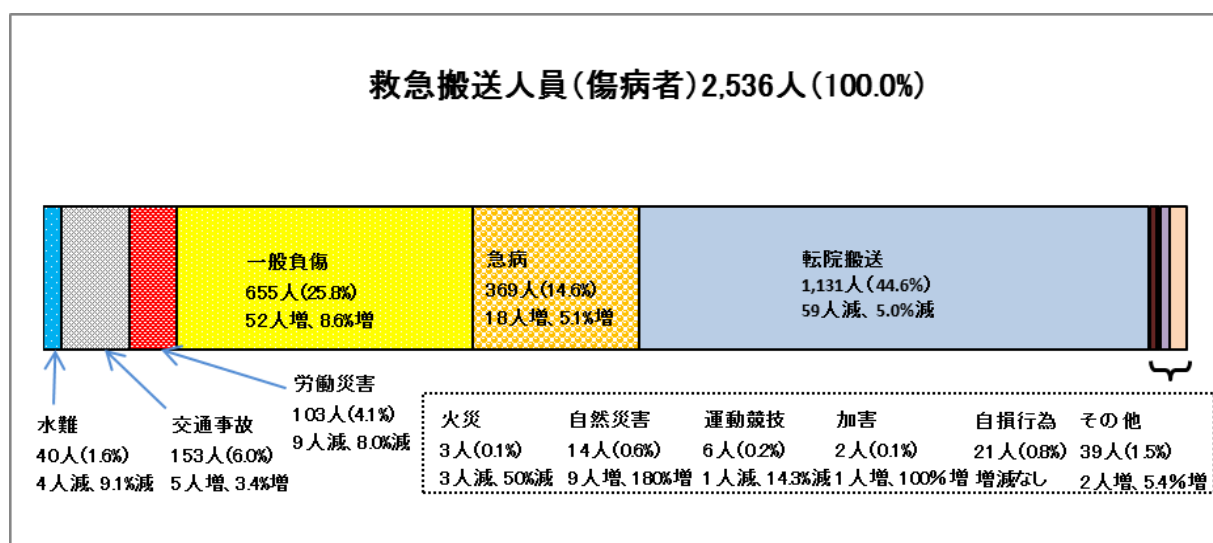 救急搬送人員(傷病者)2,536人(100.0%)
一般負傷
655人(25.8%)
52人増、8.6%増
急病
369人(14.6%)
18人増、5.1%増
転院搬送
1,131人(44.6%)
59人減、5.0%減
水難
40人(1.6%)
4人減、9.1%減
交通事故
153人(6.0%)
5人増、3.4%増
労働災害
103人(4.1%)
9人減、8.0%減
火災
3人(0.1%)
3人減、50%減
自然災害
14人(0.6%)
9人増、180%増
運動競技
6人(0.2%)
1人減、14.3%減
加害
2人(0.1%)
1人増、100%増
自損行為
21人(0.8%)
増減なし
その他
39人(1.5%)
2人増、5.4%増